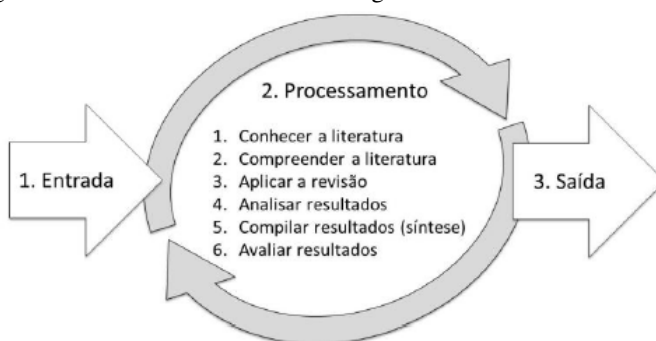 2. Processamento
1. Conhecer a literatura
2. Compreender a literatura
3. Aplicar a revisão
4. Analisar resultados
5. Compilar resultados (síntese)
6. Avaliar resultados
1. Entrada
3. Saída